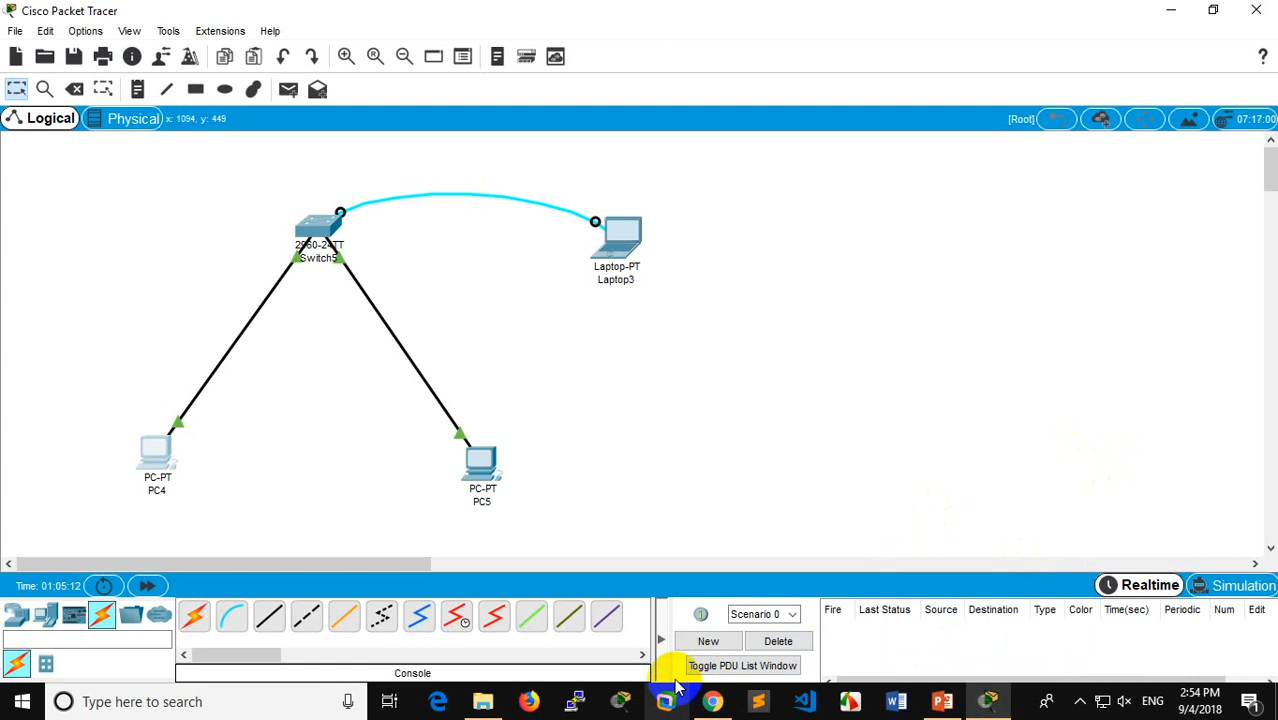 Cisco Packet Tracer
File Edit Options View Tools Extensions Help
Logical Physical x: 1094, y: 449 [Root] 07:17:00
2960-24TT
Switch5
Laptop-PT
Laptop3
PC-PT
PC4
PC-PT
PC5
Time: 01:05:12 Realtime Simulation
Scenario 0 Fire Last Status Source Destination Type Color Time(sec) Periodic Num Edit
New Delete
Toggle PDU List Window
Console
Type here to search ENG 2:54 PM
9/4/2018